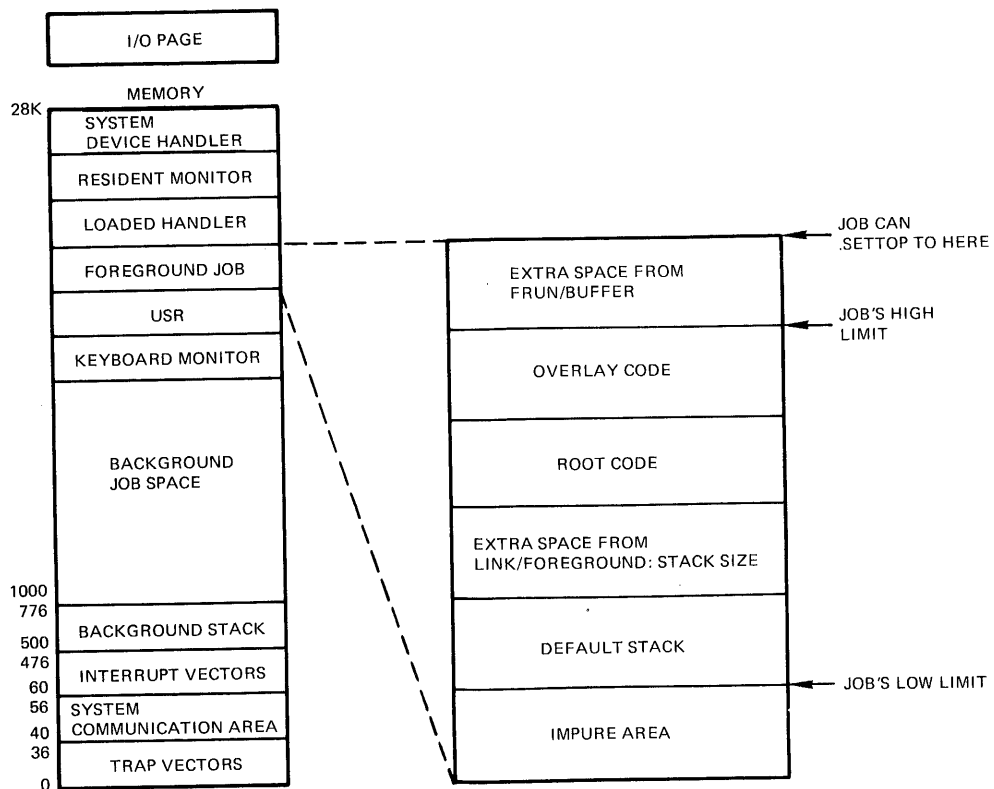 I/O PAGE
MEMORY
28K
SYSTEM
DEVICE HANDLER
RESIDENT MONITOR
LOADED HANDLER
FOREGROUND JOB
USR
KEYBOARD MONITOR
BACKGROUND
JOB SPACE
1000
776
BACKGROUND STACK
500
476
INTERRUPT VECTORS
60
56
SYSTEM
COMMUNICATION AREA
40
36
TRAP VECTORS
0
JOB CAN
.SETTOP TO HERE
EXTRA SPACE FROM
FRUN/BUFFER
JOB'S HIGH
LIMIT
OVERLAY CODE
ROOT CODE
EXTRA SPACE FROM
LINK/FOREGROUND: STACK SIZE
DEFAULT STACK
JOB'S LOW LIMIT
IMPURE AREA